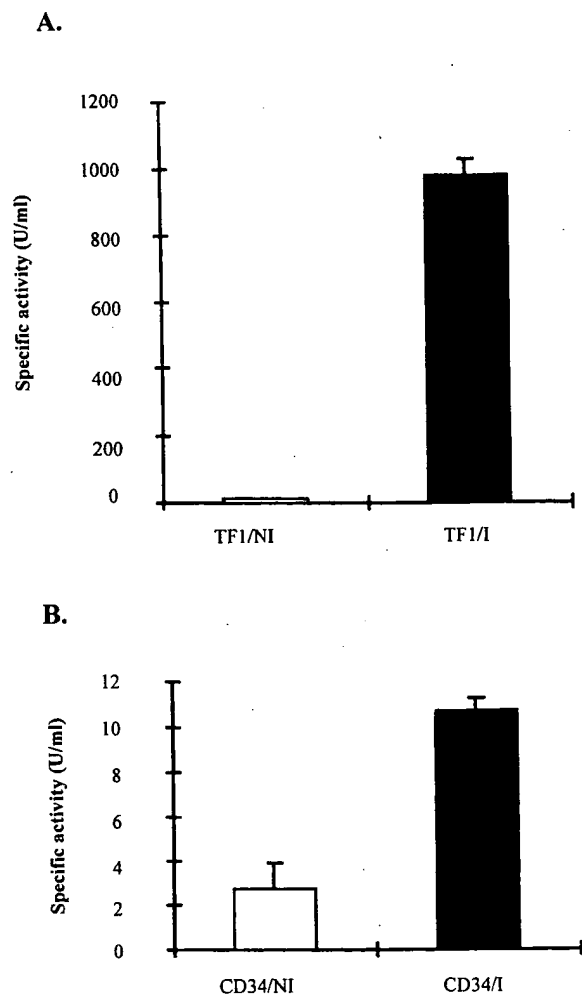 A.
1200
1000
800
600
400
200
0
Specific activity (U/ml)
TF1/NI
TF1/I
B.
12
10
8
6
4
2
0
Specific activity (U/ml)
CD34/NI
CD34/I